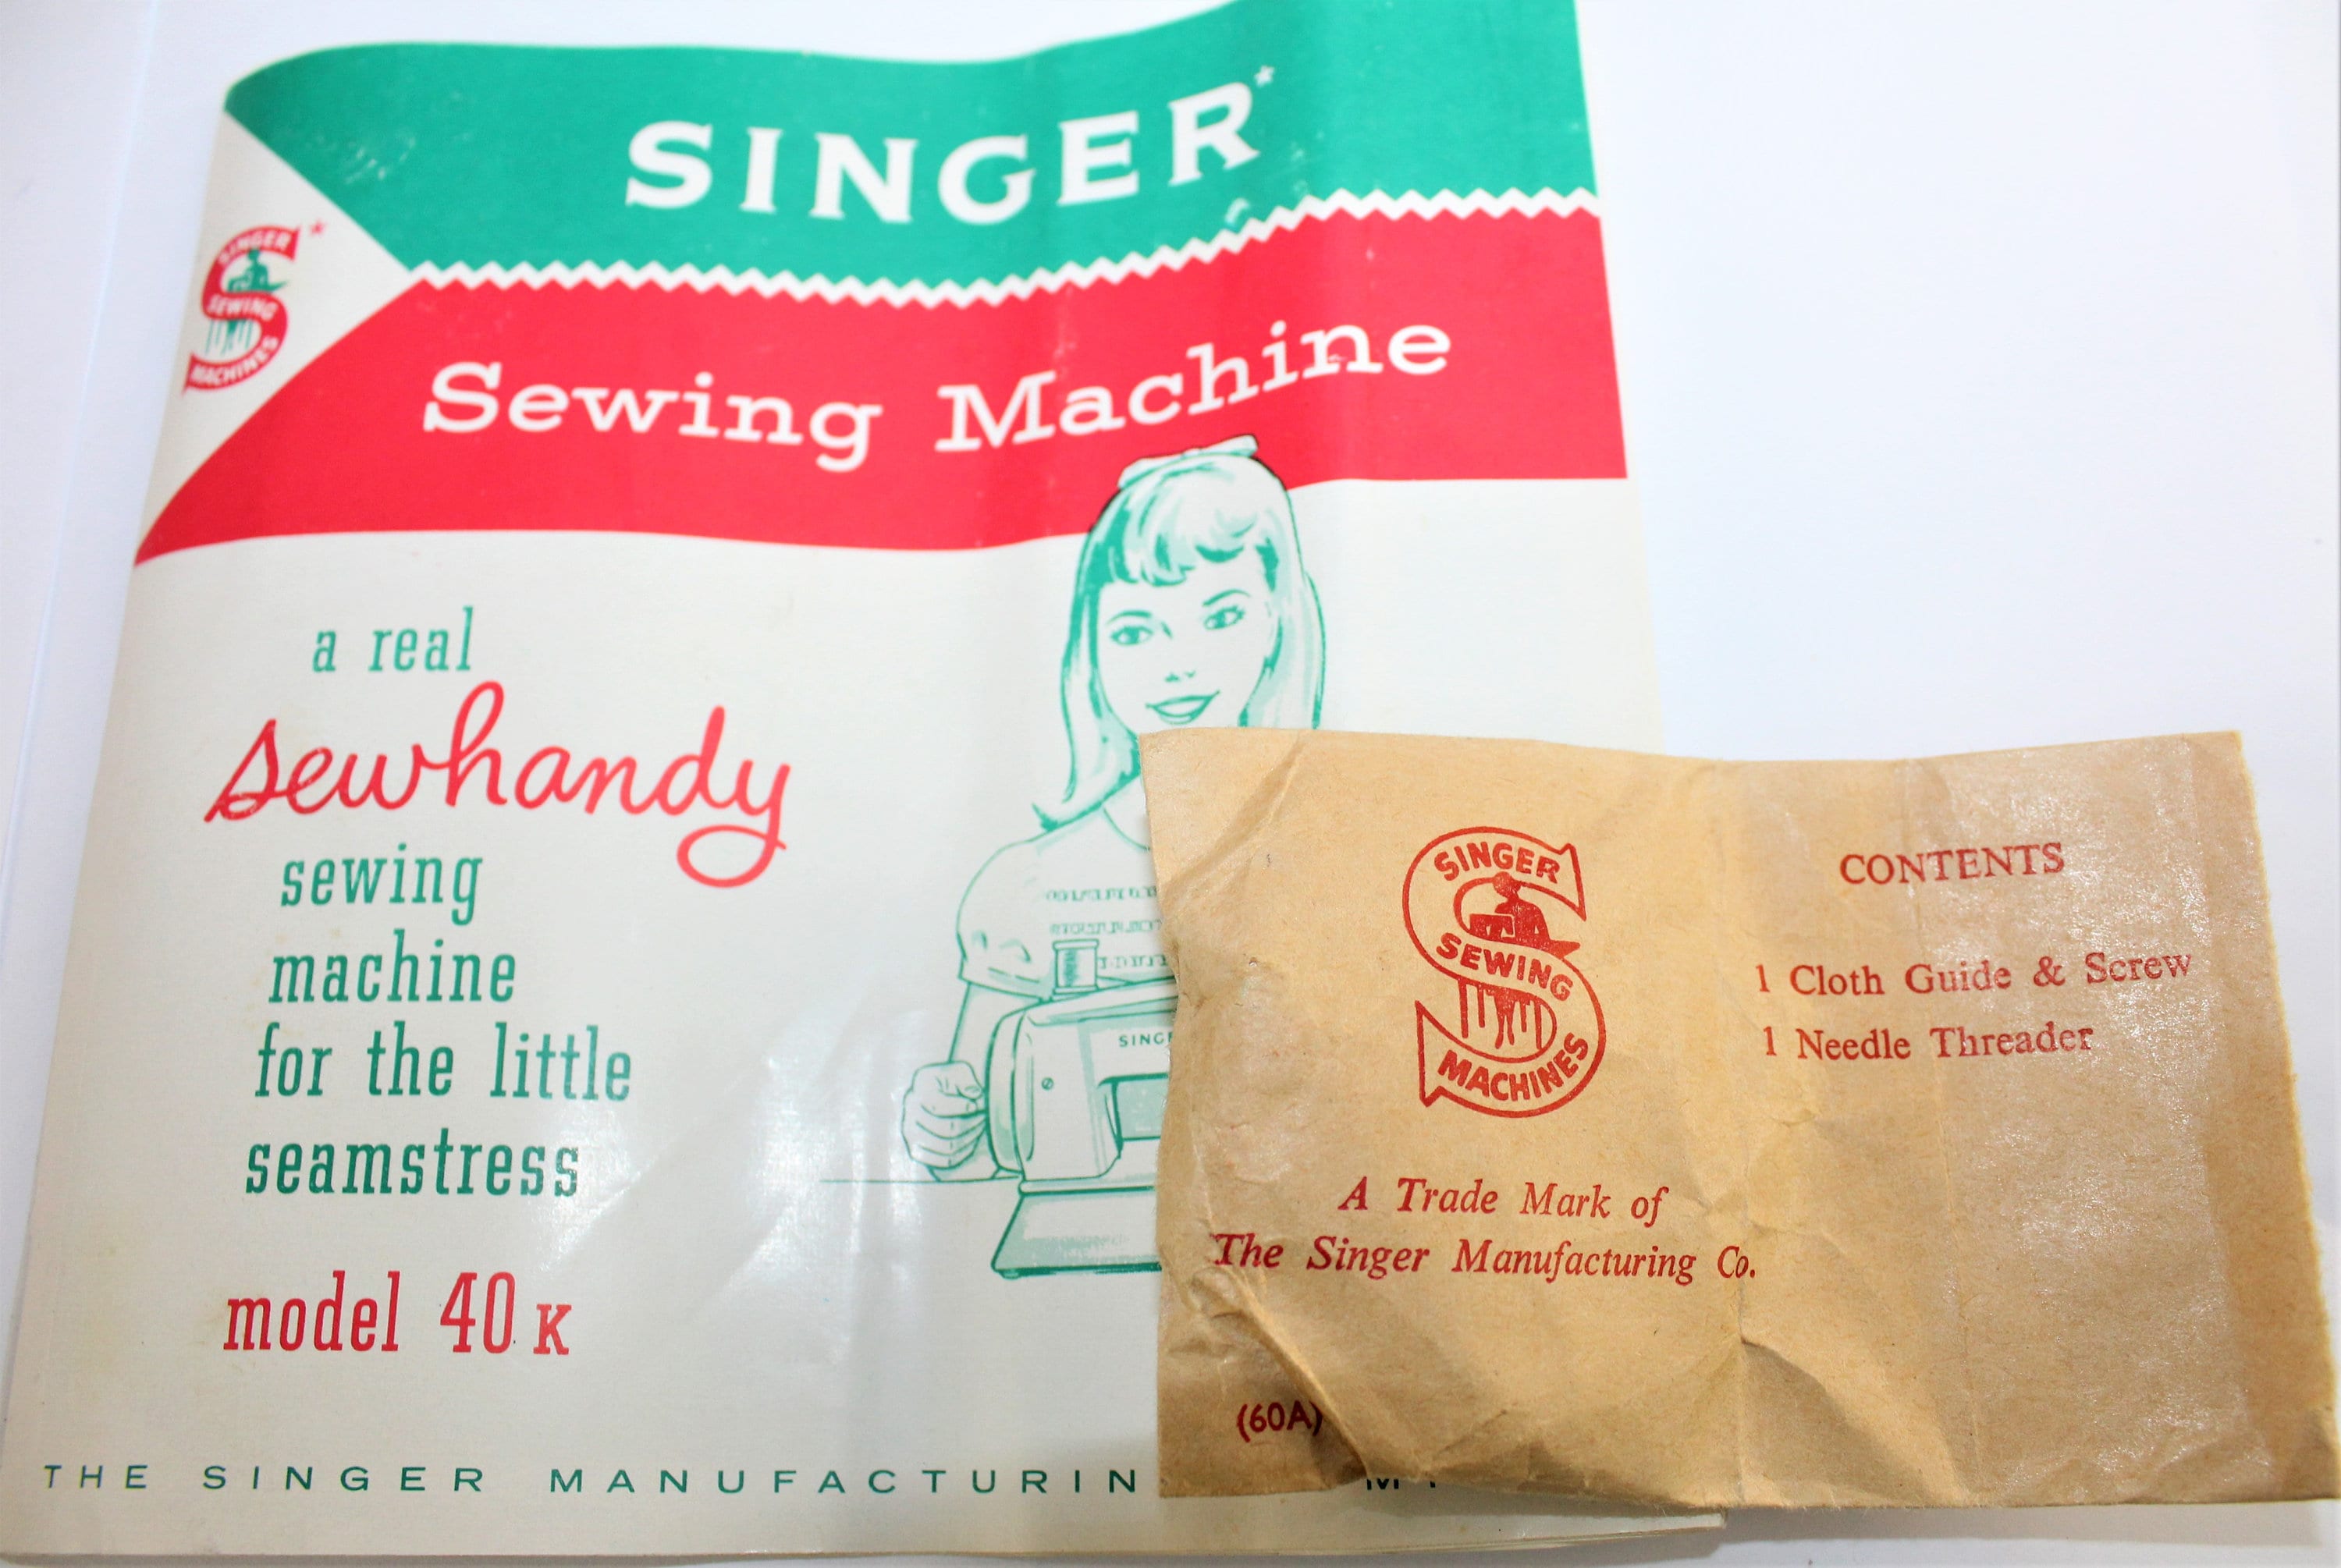 SINGER*
SINGER*
SEWING
MACHINES
Sewing Machine
a real
sewhandy
sewing
machine
for the little
seamstress
model 40K
THE SINGER MANUFACTURIN
SINGER
SEWING
MACHINES
A Trade Mark of
The Singer Manufacturing Co.
(60A)
CONTENTS
1 Cloth Guide & Screw
1 Needle Threader